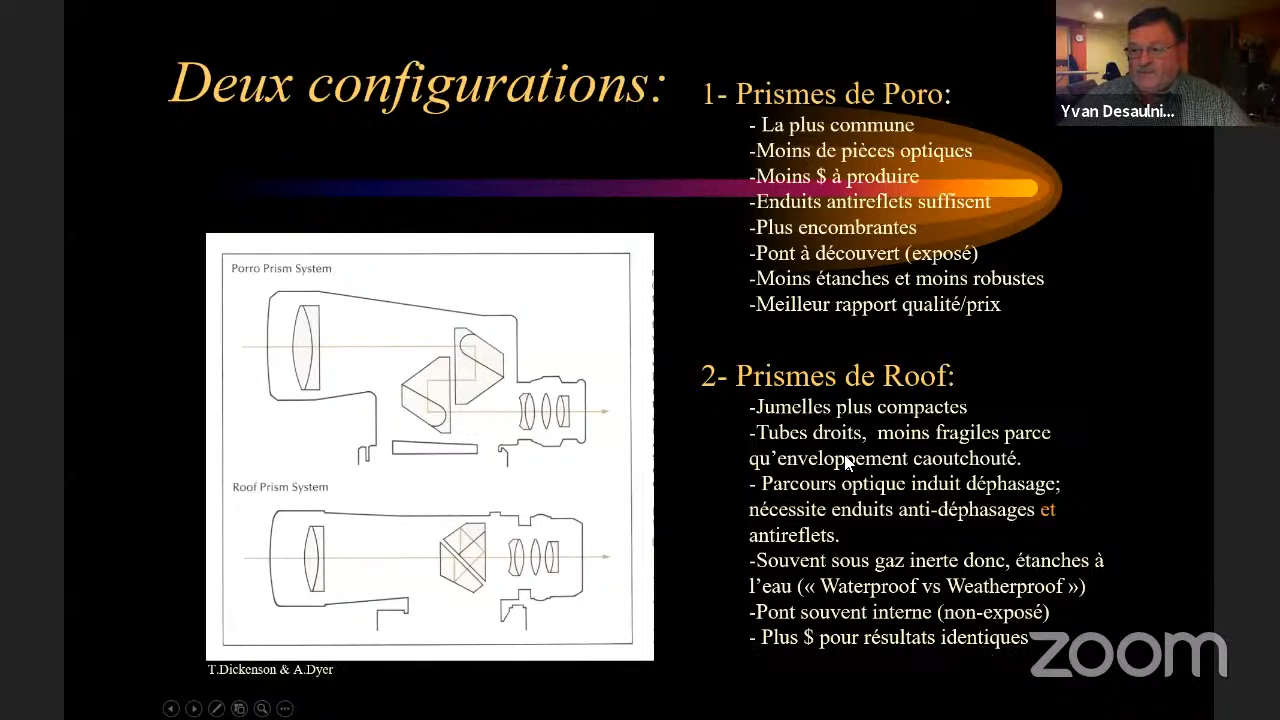 Deux configurations:
1- Prismes de Poro:
- La plus commune
-Moins de pièces optiques
-Moins $ à produire
-Enduits antireflets suffisent
-Plus encombrantes
-Pont à découvert (exposé)
-Moins étanches et moins robustes
-Meilleur rapport qualité/prix
2- Prismes de Roof:
-Jumelles plus compactes
-Tubes droits, moins fragiles parce
qu’enveloppement caoutchouté.
- Parcours optique induit déphasage;
nécessite enduits anti-déphasages et
antireflets.
-Souvent sous gaz inerte donc, étanches à
l’eau (« Waterproof vs Weatherproof »)
-Pont souvent interne (non-exposé)
- Plus $ pour résultats identiques
Porro Prism System
Roof Prism System
T.Dickenson & A.Dyer
Yvan Desaulni...
zoom